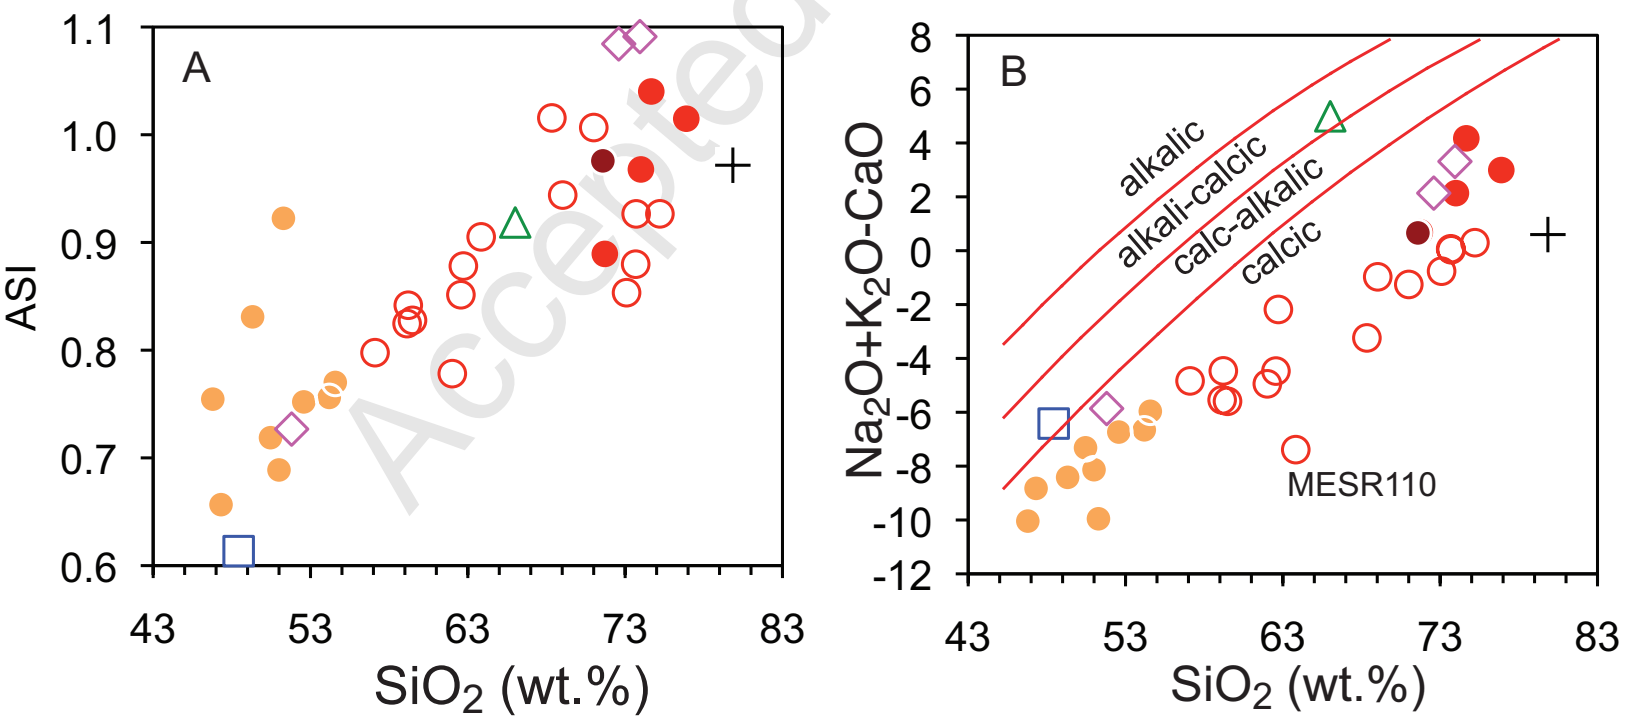 A
1.1
1.0
0.9
0.8
0.7
0.6
ASI
43 53 63 73 83
SiO₂ (wt.%)
Accepted
B
8
6
4
2
0
-2
-4
-6
-8
-10
-12
Na₂O+K₂O-CaO
alkalic
alkali-calcic
calc-alkalic
calcic
MESR110
43 53 63 73 83
SiO₂ (wt.%)